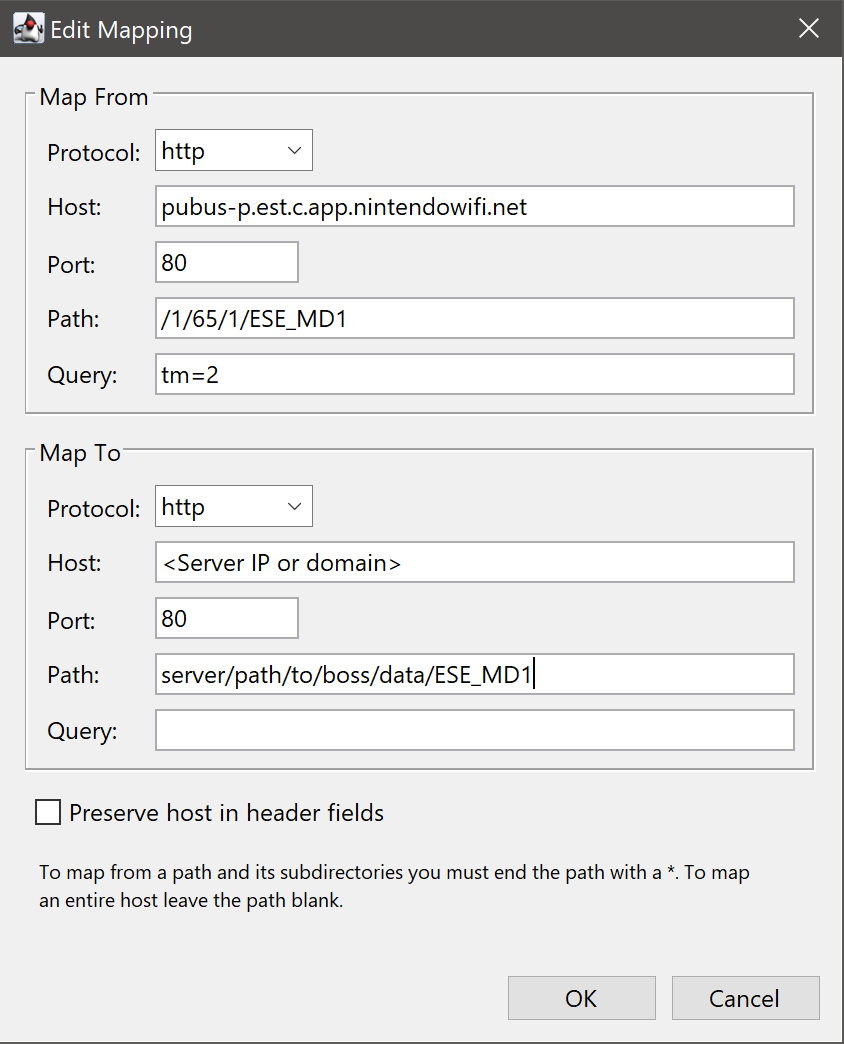 Edit Mapping
Map From
Protocol: http
Host: pubus-p.est.c.app.nintendowifi.net
Port: 80
Path: /1/65/1/ESE_MD1
Query: tm=2
Map To
Protocol: http
Host: <Server IP or domain>
Port: 80
Path: server/path/to/boss/data/ESE_MD1
Query:
Preserve host in header fields
To map from a path and its subdirectories you must end the path with a *. To map
an entire host leave the path blank.
OK Cancel